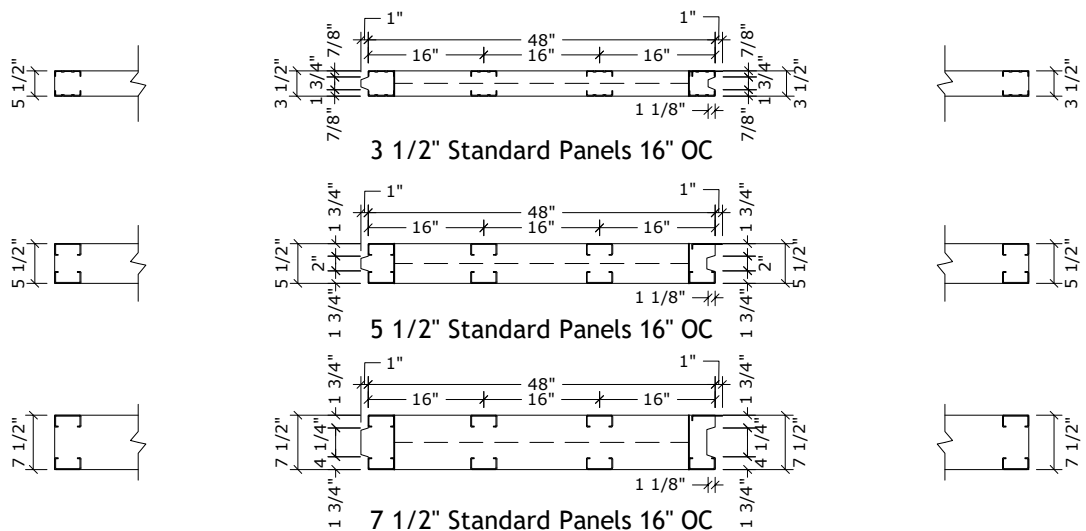 1" 1"
7/8" 48" 7/8"
16" 16" 16"
5 1/2" 3 1/2" 1 3/4" 1 3/4" 3 1/2" 3 1/2"
7/8" 1 1/8" 7/8"
3 1/2" Standard Panels 16" OC
1" 1"
1 3/4" 48" 1 3/4"
16" 16" 16"
5 1/2" 5 1/2" 2" 2" 5 1/2" 5 1/2"
1 3/4" 1 1/8" 1 3/4"
5 1/2" Standard Panels 16" OC
1" 1"
1 3/4" 48" 1 3/4"
16" 16" 16"
7 1/2" 7 1/2" 4 1/4" 4 1/4" 7 1/2" 7 1/2"
1 3/4" 1 1/8" 1 3/4"
7 1/2" Standard Panels 16" OC